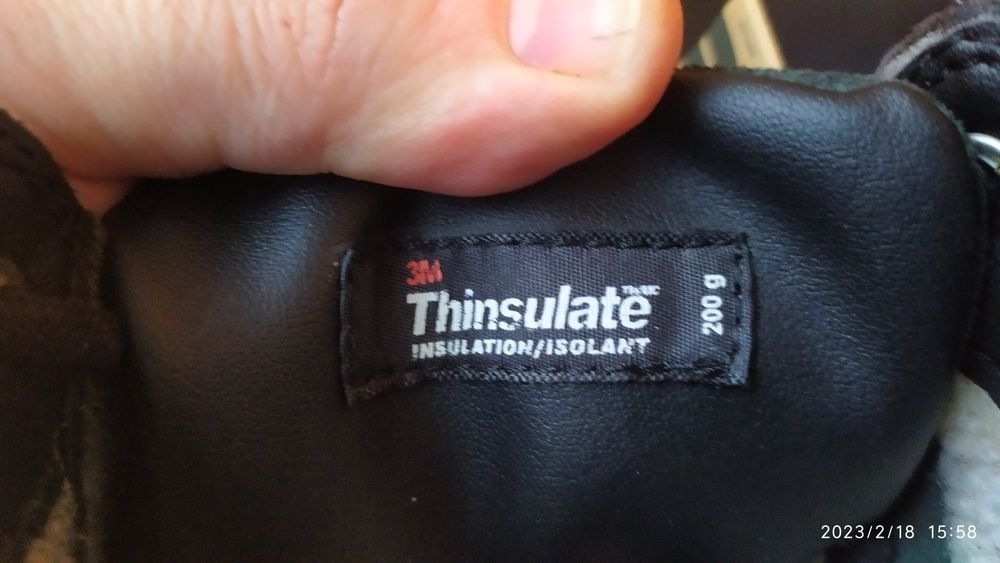 3M
Thinsulate
INSULATION/ISOLANT
200 g
2023/2/18 15:58